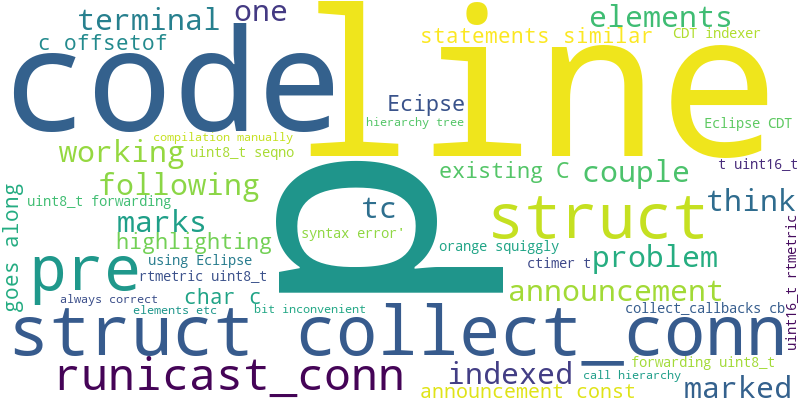 terminal
one
elements
c offsetof
statements similar
CDT indexer
code
line
Ecipse
hierarchy tree
Eclipse CDT
compilation manually
working
uint8_t seqno
existing C
couple
t uint16_t
following
p
uint8_t forwarding
tc
struct
think
goes along
marks
syntax error'
highlighting
orange squiggly
pre
using Eclipse
ctimer t
problem
rtmetric uint8_t
uint16_t rtmetric
char c
announcement
always correct
elements etc
bit inconvenient
collect_callbacks cb
struct collect_conn
runicast_conn
indexed
forwarding uint8_t
call hierarchy
announcement const
marked